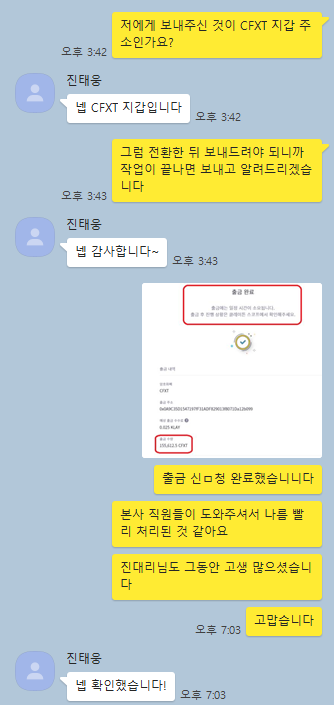 저에게 보내주신 것이 CFXT 지갑 주
소인가요?
오후 3:42
진태웅
넵 CFXT 지갑입니다
오후 3:42
그럼 전환한 뒤 보내드려야 되니까
작업이 끝나면 보내고 알려드리겠습
니다
오후 3:43
진태웅
넵 감사합니다~
오후 3:43
출금 완료
출금 내역
CFXT
출금 주소
0.025 KLAY
출금 수량
155,612.5 CFXT
출금 신ㅁ청 완료했습니니다
본사 직원들이 도와주셔서 나름 빨
리 처리된 것 같아요
진대리님도 그동안 고생 많으셨습니
다
고맙습니다
오후 7:03
진태웅
넵 확인했습니다!
오후 7:03